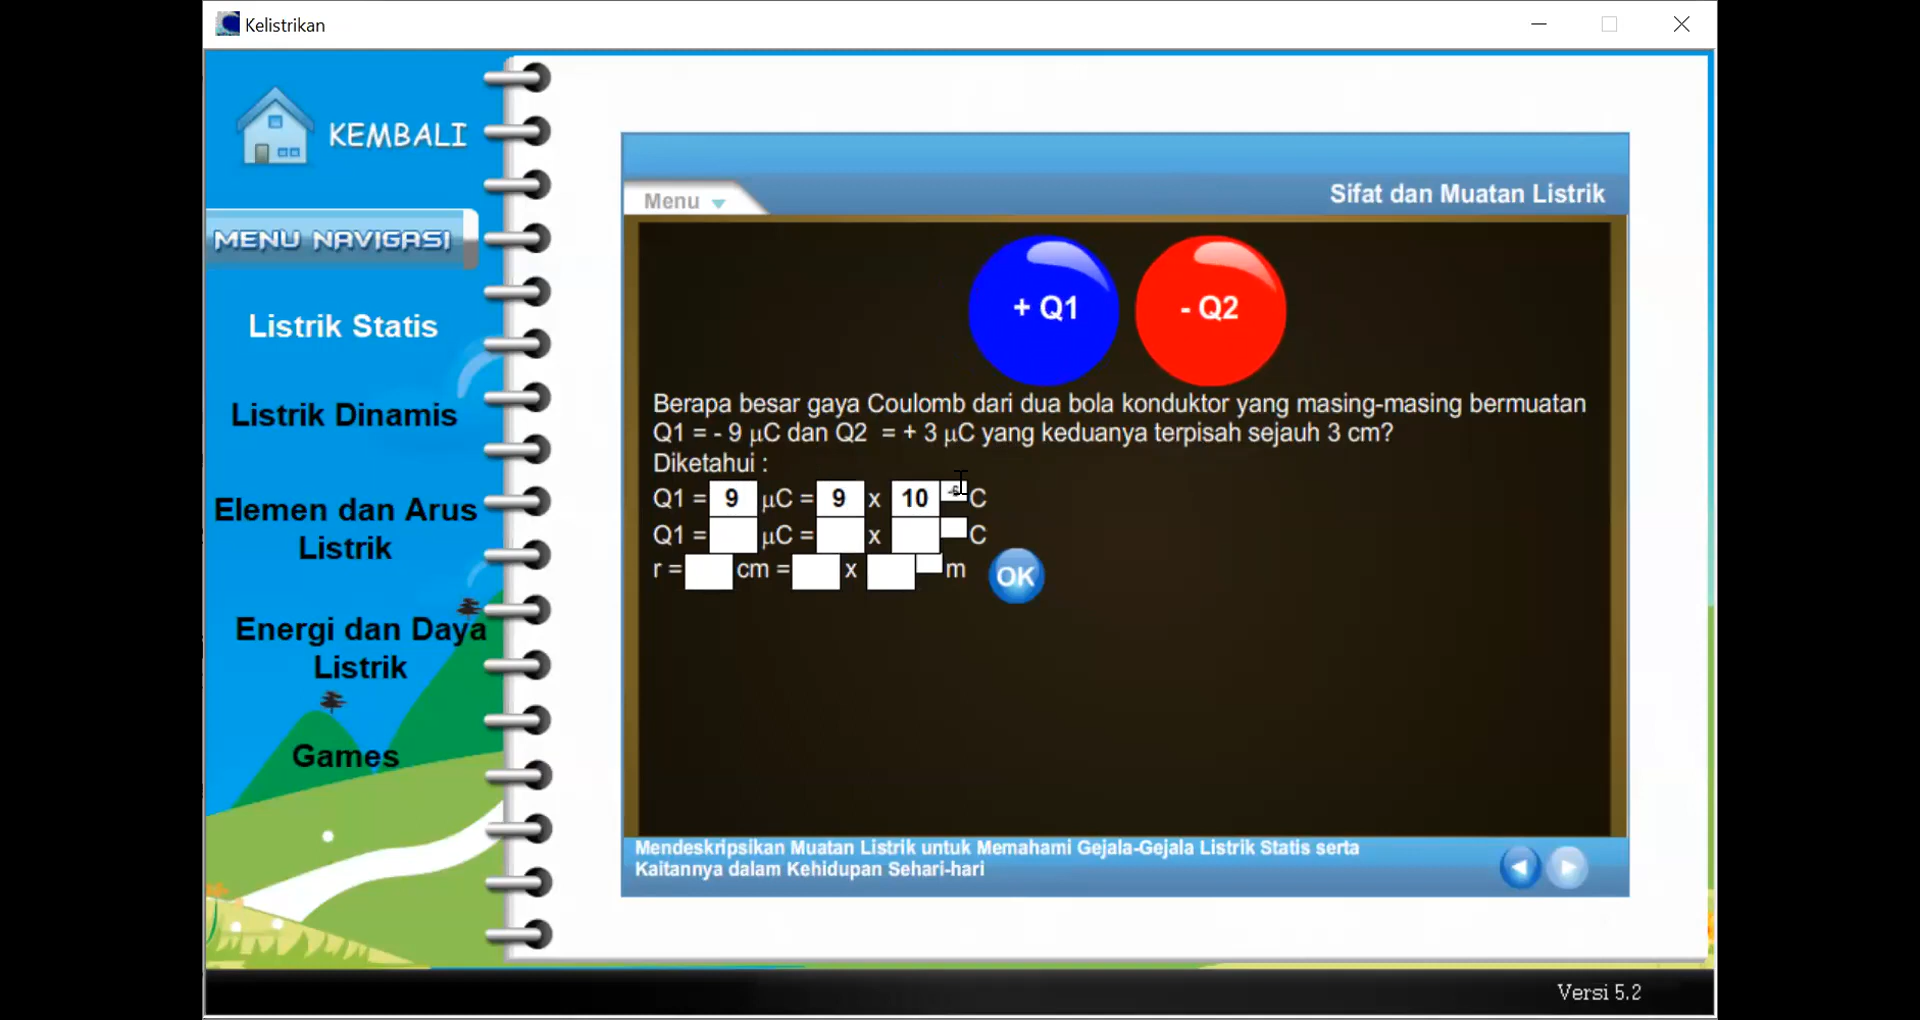 Kelistrikan
KEMBALI
MENU NAVIGASI
Listrik Statis
Listrik Dinamis
Elemen dan Arus
Listrik
Energi dan Daya
Listrik
Games
Menu
Sifat dan Muatan Listrik
+ Q1
- Q2
Berapa besar gaya Coulomb dari dua bola konduktor yang masing-masing bermuatan
Q1 = - 9 μC dan Q2 = + 3 μC yang keduanya terpisah sejauh 3 cm?
Diketahui :
Q1 = 9 μC = 9 x 10 C
Q1 = μC = x C
r = cm = x m
OK
Mendeskripsikan Muatan Listrik untuk Memahami Gejala-Gejala Listrik Statis serta
Kaitannya dalam Kehidupan Sehari-hari
Versi 5.2